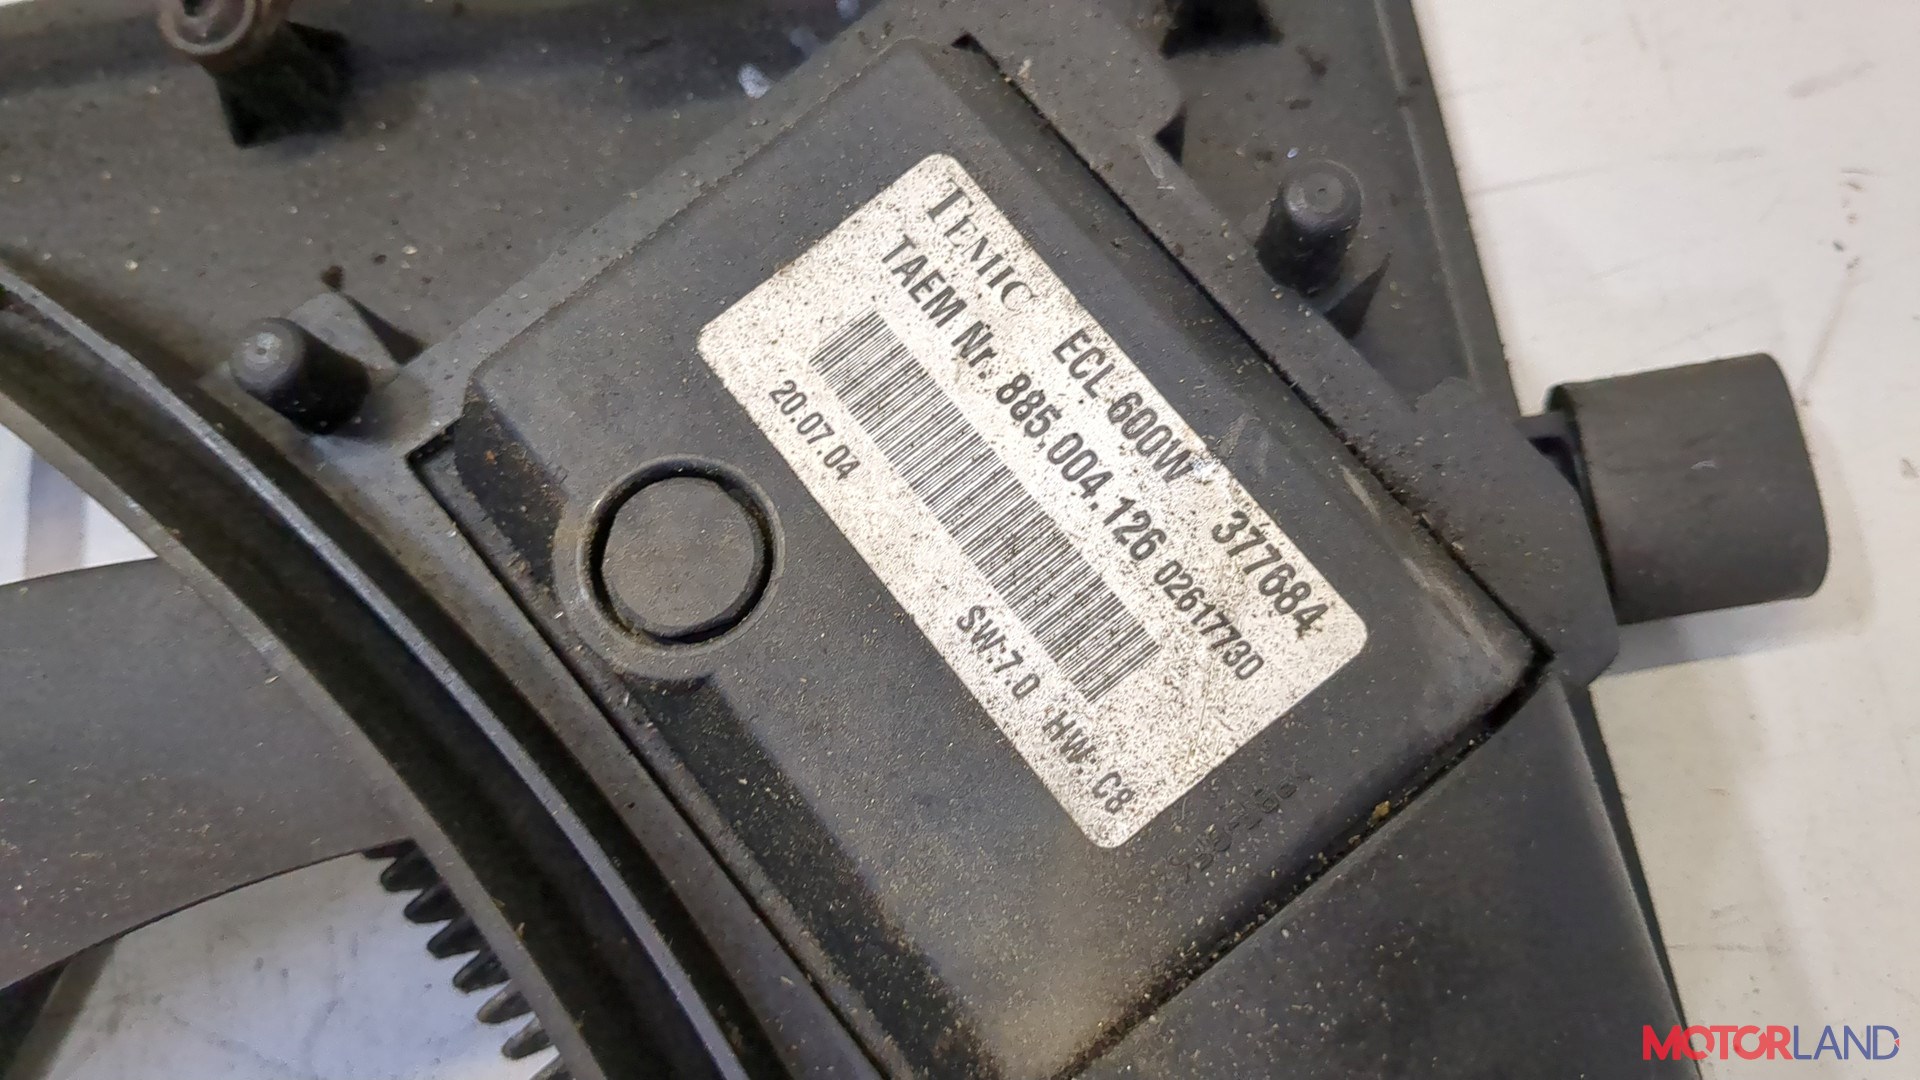 TEMIC ECL 600W 377684
TAEM Nr. 885.004.126 02617730
20.07.04 SW:7.0 HW: C8
MOTORLAND